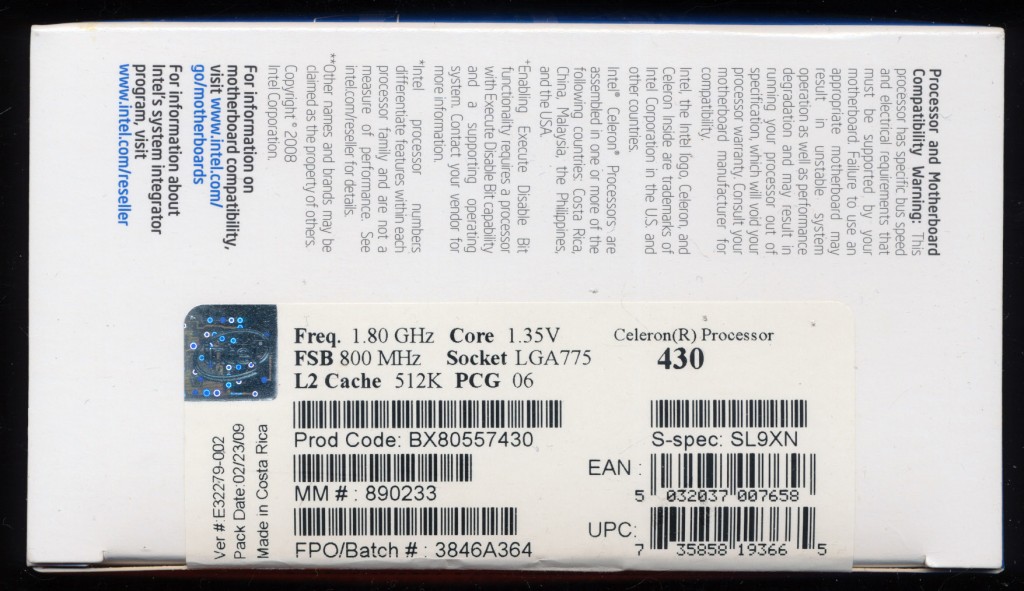 Processor and Motherboard
Compatibility Warning: This
processor has specific bus speed
and electrical requirements that
must be supported by your
motherboard. Failure to use an
appropriate motherboard may
result in unstable system
operation as well as performance
degradation and may result in
running your processor out of
specification, which will void your
processor warranty. Consult your
motherboard manufacturer for
compatibility.
Intel, the Intel logo, Celeron, and
Celeron Inside are trademarks of
Intel Corporation in the U.S. and
other countries.
Intel® Celeron® Processors are
assembled in one or more of the
following countries: Costa Rica,
China, Malaysia, the Philippines,
and the USA.
+Enabling Execute Disable Bit
functionality requires a processor
with Execute Disable Bit capability
and a supporting operating
system. Contact your vendor for
more information.
*Intel processor numbers
differentiate features within each
processor family and are not a
measure of performance. See
intel.com/reseller for details.
**Other names and brands may be
claimed as the property of others.
Copyright © 2008
Intel Corporation.
For information on
motherboard compatibility,
visit www.intel.com/
go/motherboards
For information about
Intel's system integrator
program, visit
www.intel.com/reseller
Freq. 1.80 GHz Core 1.35V
FSB 800 MHz Socket LGA775
L2 Cache 512K PCG 06
Celeron(R) Processor
430
Prod Code: BX80557430
S-spec: SL9XN
MM # : 890233
EAN :
5 032037 007658
FPO/Batch # : 3846A364
UPC:
7 35858 19366 5
Ver #: E32279-002
Pack Date:02/23/09
Made in Costa Rica